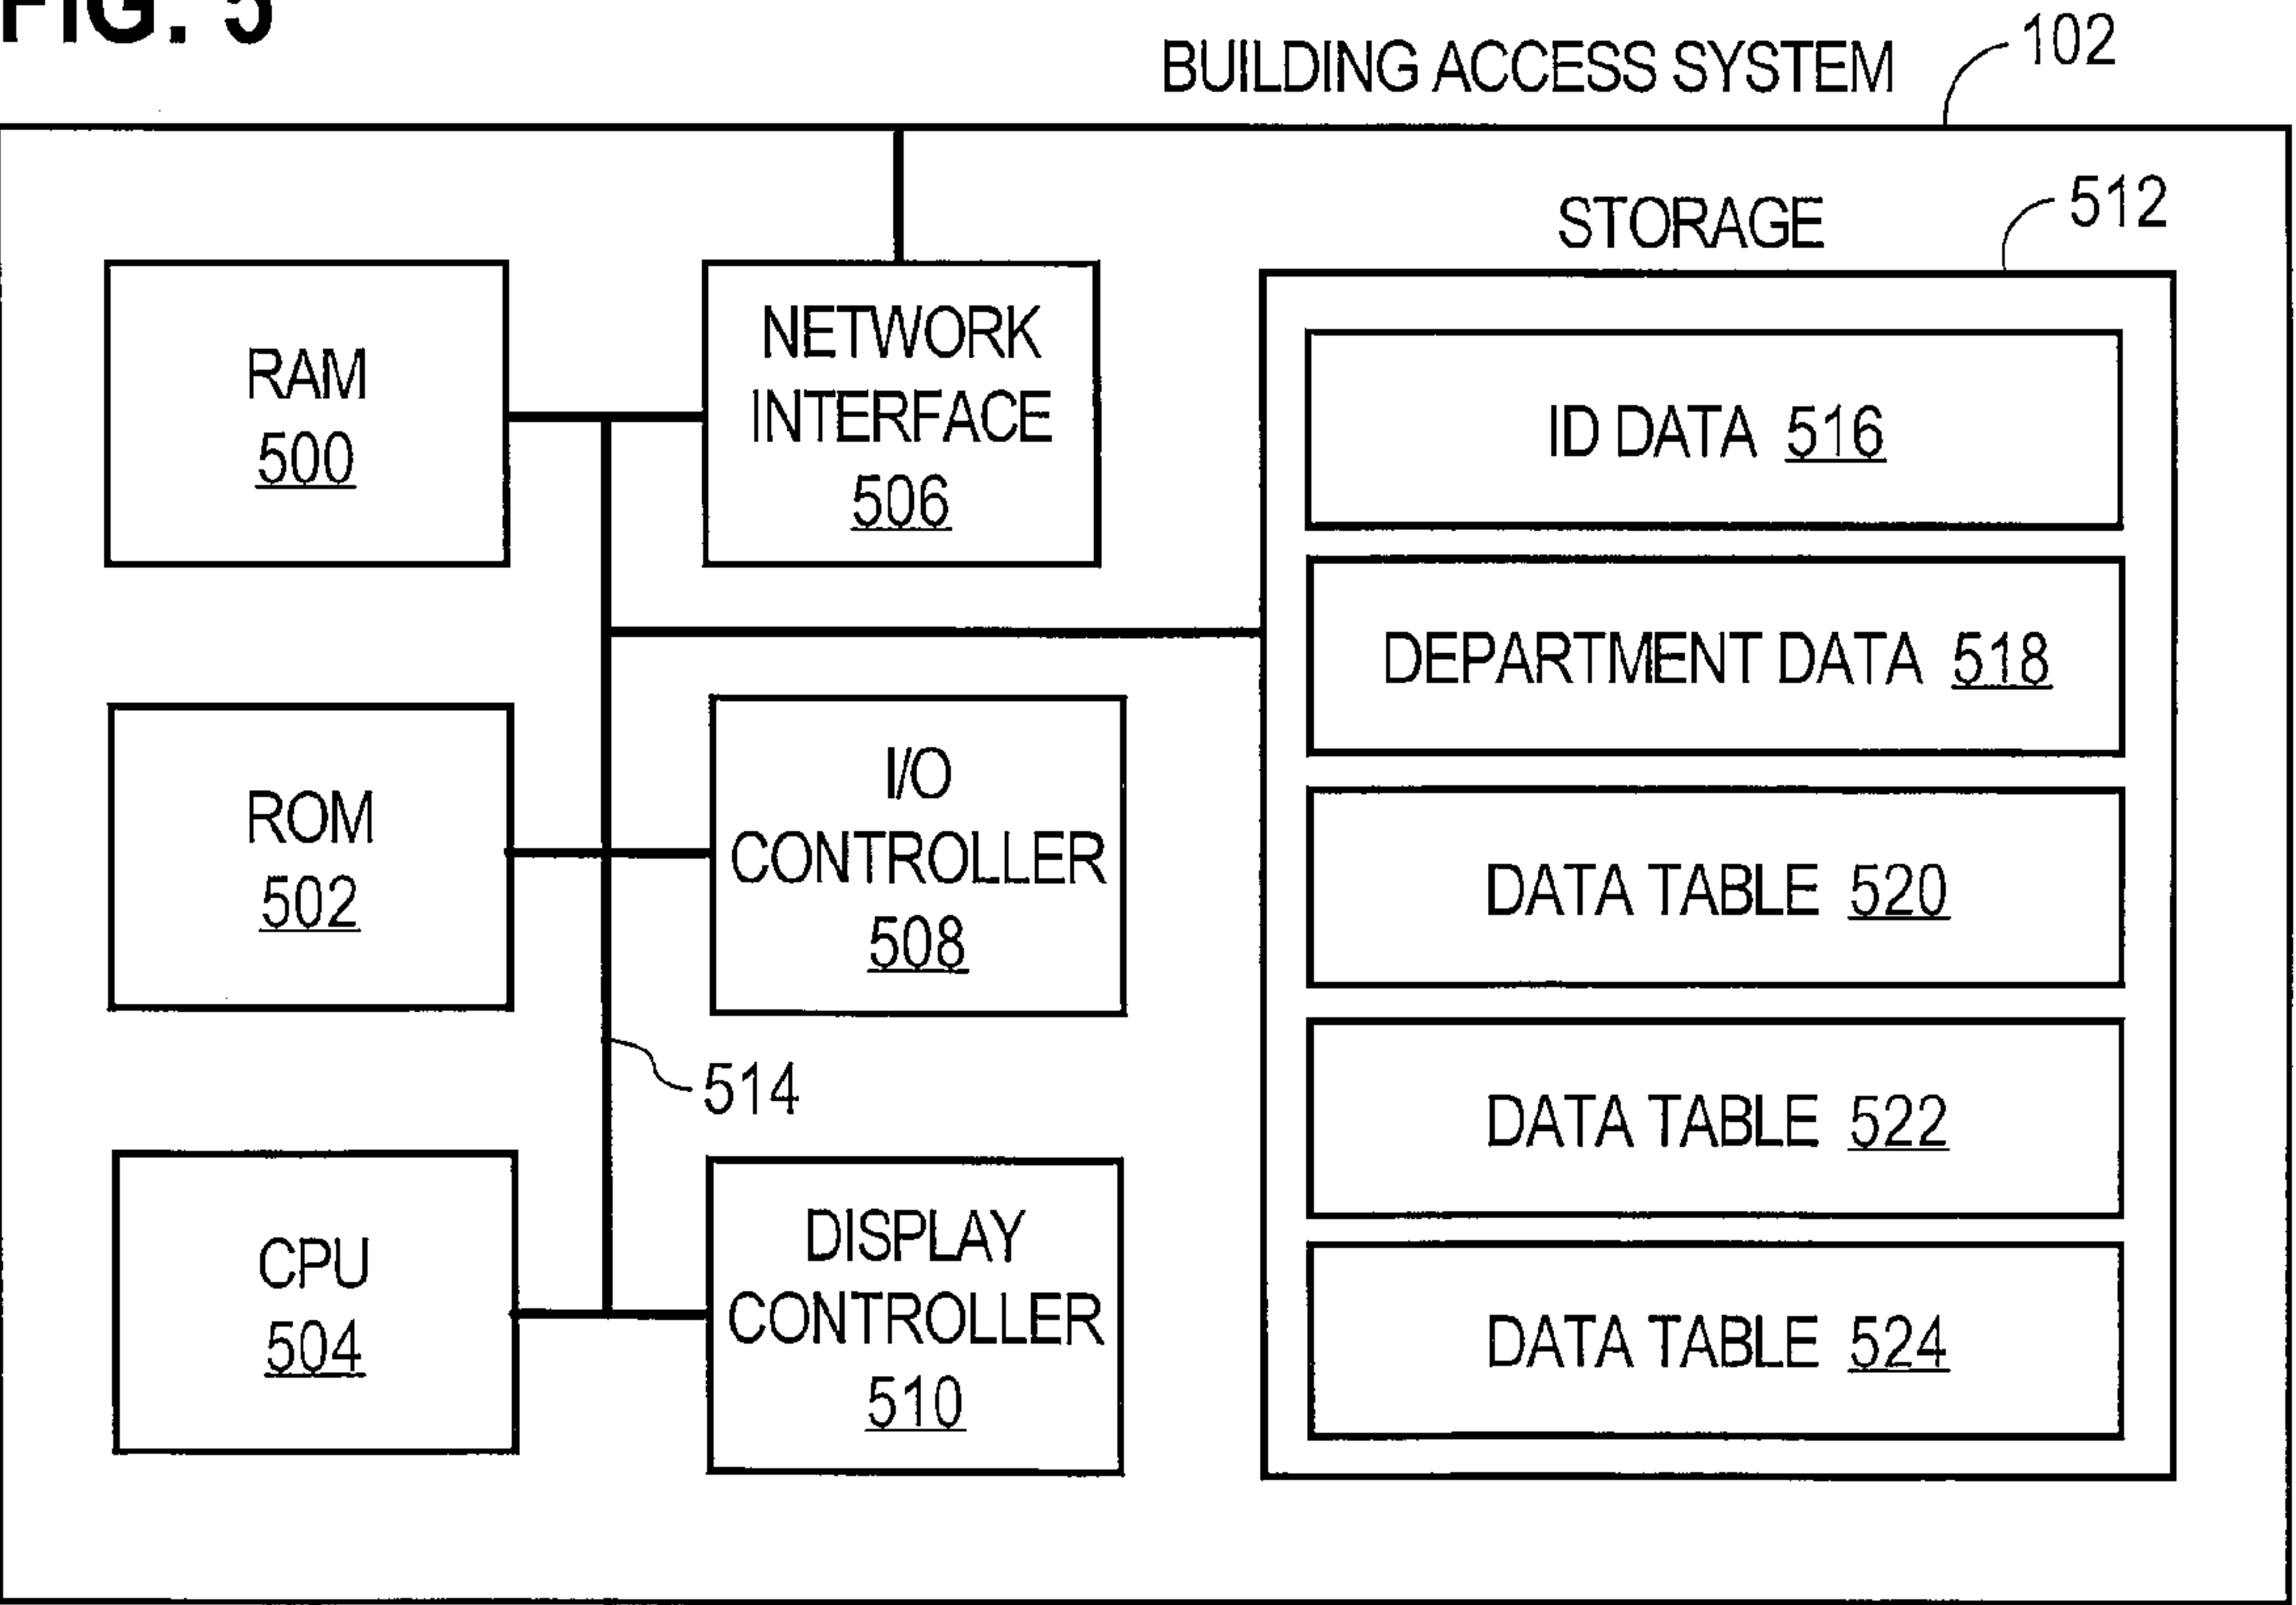 FIG. 5
BUILDING ACCESS SYSTEM
102
STORAGE
512
RAM
500
NETWORK
INTERFACE
506
ID DATA 516
DEPARTMENT DATA 518
ROM
502
I/O
CONTROLLER
508
DATA TABLE 520
514
DATA TABLE 522
CPU
504
DISPLAY
CONTROLLER
510
DATA TABLE 524